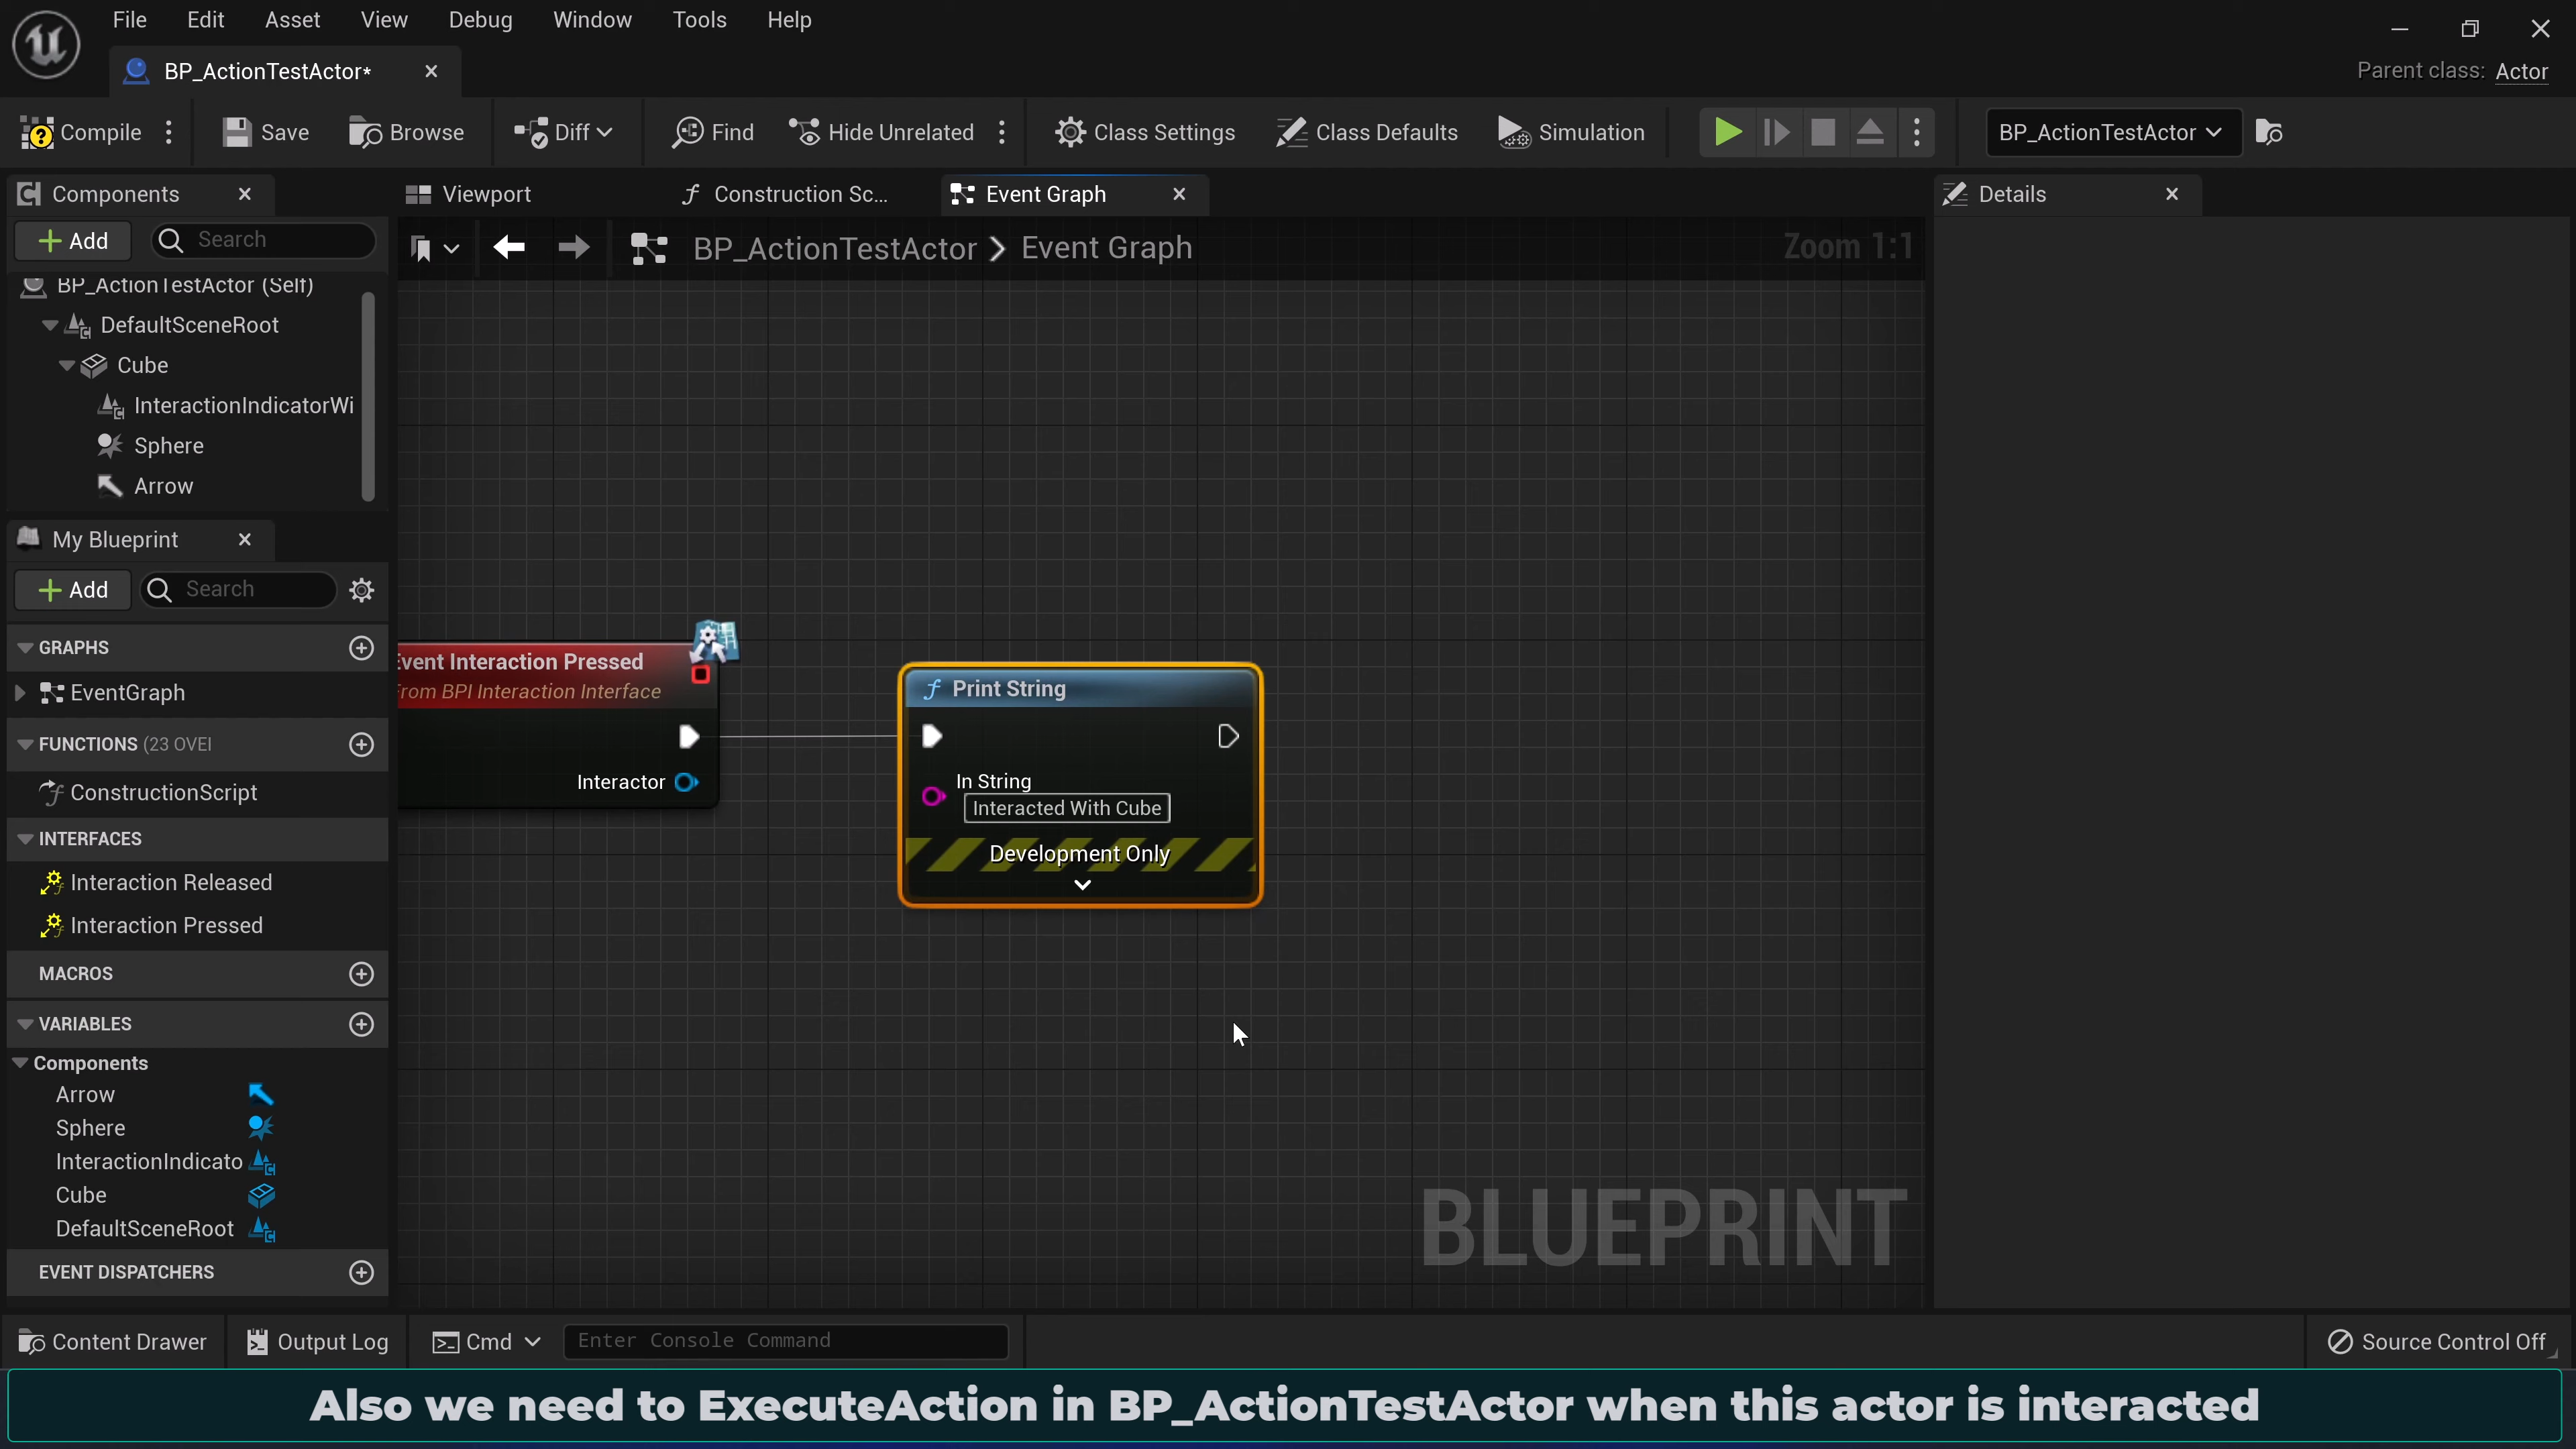 File Edit Asset View Debug Window Tools Help
BP_ActionTestActor*
Parent class: Actor
Compile Save Browse Diff Find Hide Unrelated Class Settings Class Defaults Simulation BP_ActionTestActor
Components
Add Search
BP_ActionTestActor (Self)
DefaultSceneRoot
Cube
InteractionIndicatorWi
Sphere
Arrow
My Blueprint
Add Search
GRAPHS
EventGraph
FUNCTIONS (23 OVEI
ConstructionScript
INTERFACES
Interaction Released
Interaction Pressed
MACROS
VARIABLES
Components
Arrow
Sphere
InteractionIndicato
Cube
DefaultSceneRoot
EVENT DISPATCHERS
Viewport Construction Sc... Event Graph
BP_ActionTestActor > Event Graph
Zoom 1:1
Event Interaction Pressed
From BPI Interaction Interface
Interactor
Print String
In String
Interacted With Cube
Development Only
BLUEPRINT
Details
Content Drawer Output Log Cmd Enter Console Command Source Control Off
Also we need to ExecuteAction in BP_ActionTestActor when this actor is interacted